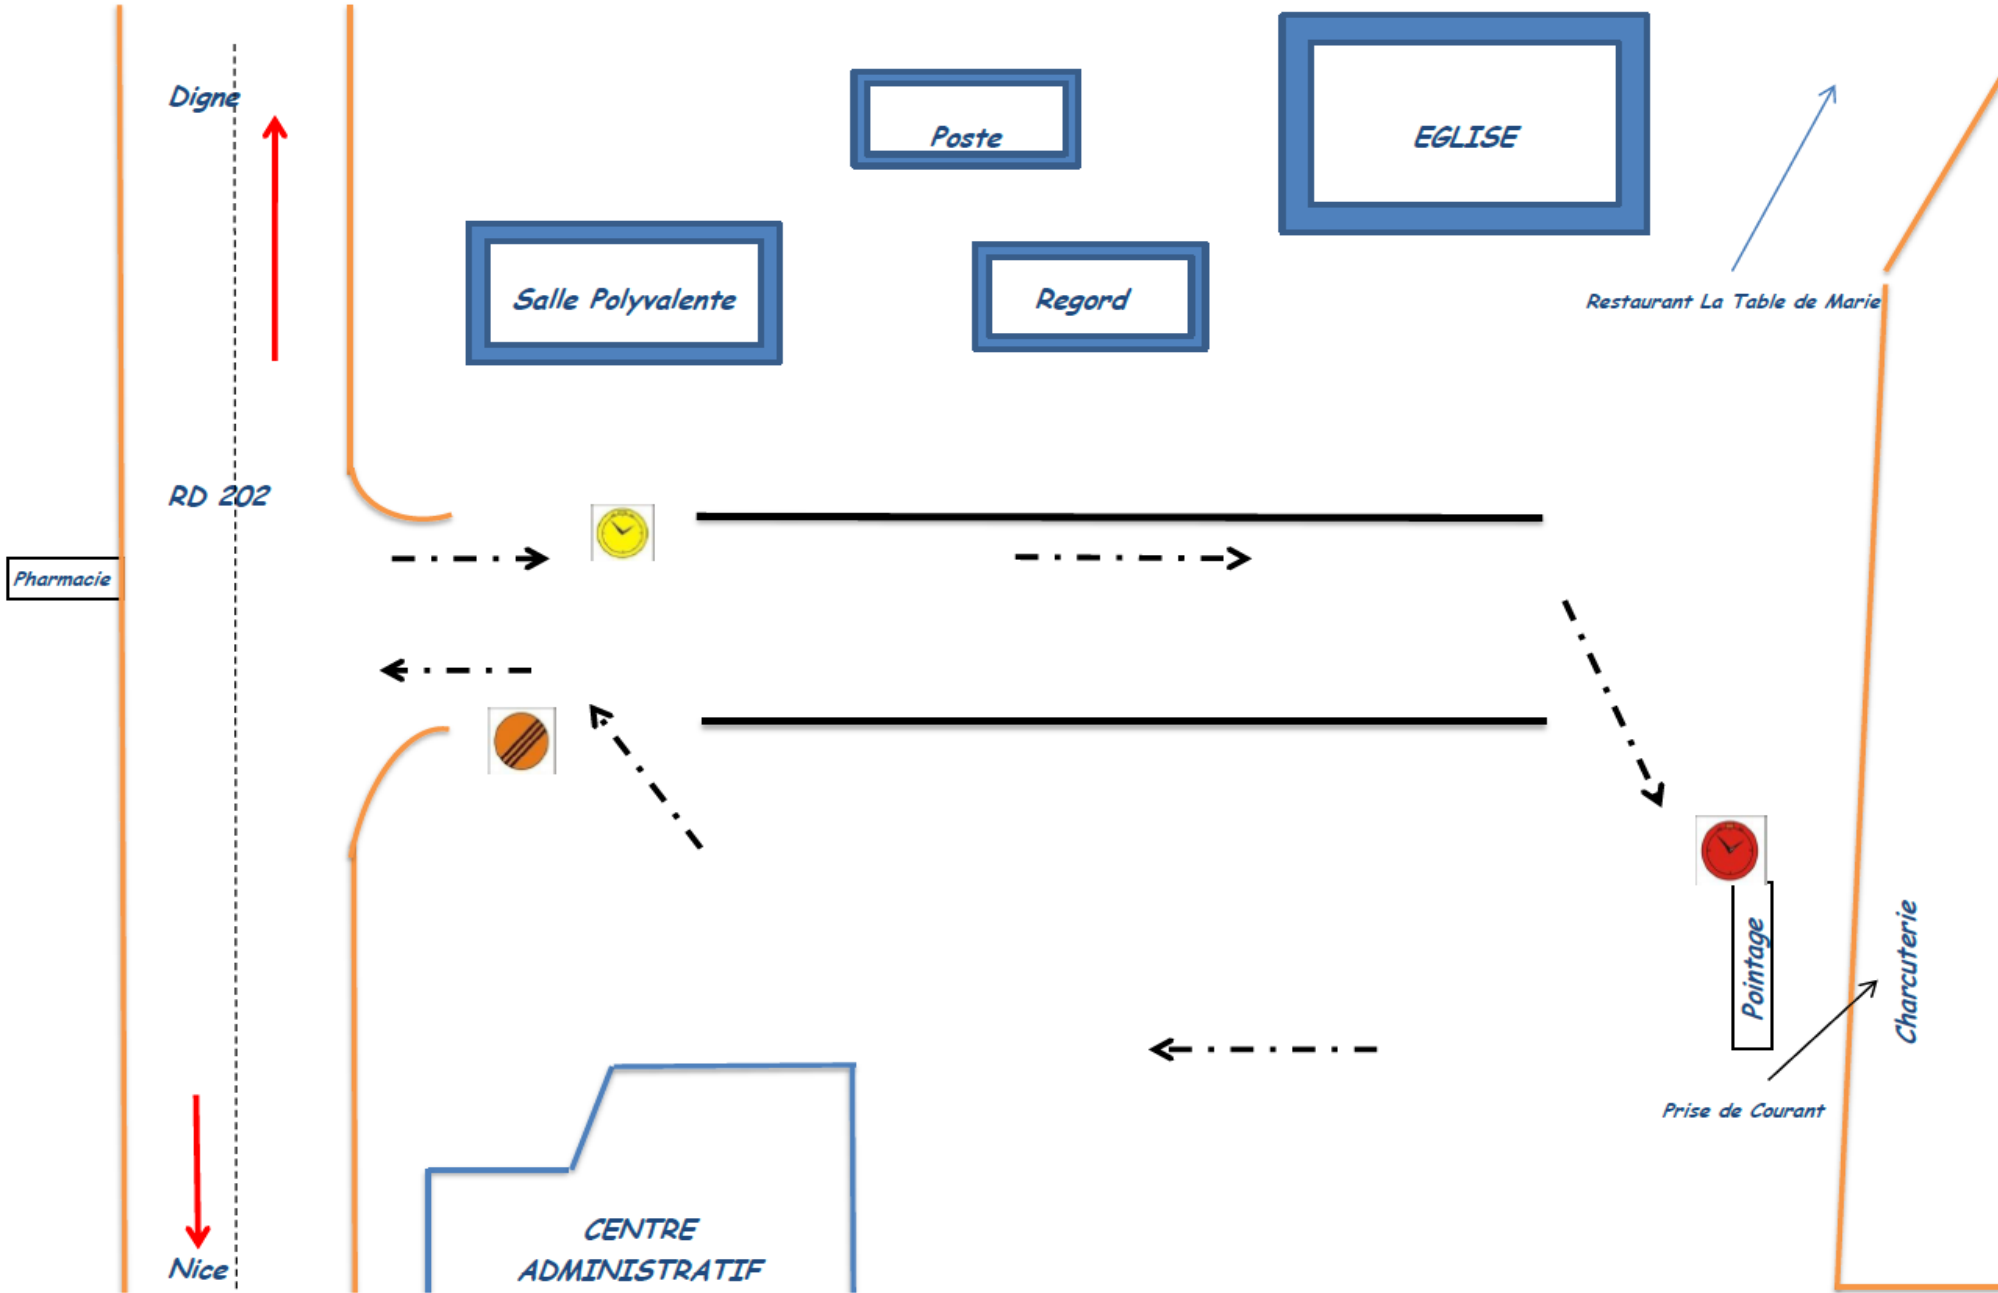 Digne
Poste
EGLISE
Salle Polyvalente
Regord
Restaurant La Table de Marie
RD 202
Pharmacie
Pointage
Charcuterie
Prise de Courant
CENTRE
ADMINISTRATIF
Nice